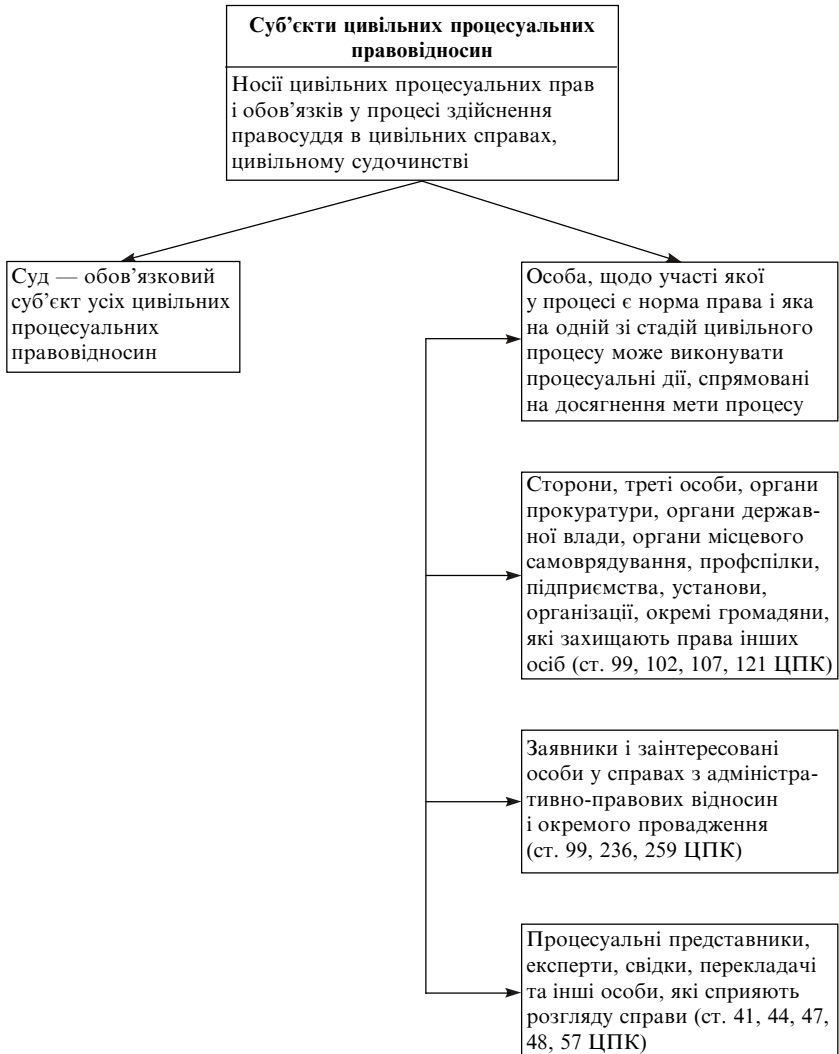 Суб’єкти цивільних процесуальних
правовідносин
Носії цивільних процесуальних прав
і обов’язків у процесі здійснення
правосуддя в цивільних справах,
цивільному судочинстві
Суд — обов’язковий
суб’єкт усіх цивільних
процесуальних
правовідносин
Особа, щодо участі якої
у процесі є норма права і яка
на одній зі стадій цивільного
процесу може виконувати
процесуальні дії, спрямовані
на досягнення мети процесу
Сторони, треті особи, органи
прокуратури, органи держав-
ної влади, органи місцевого
самоврядування, профспілки,
підприємства, установи,
організації, окремі громадяни,
які захищають права інших
осіб (ст. 99, 102, 107, 121 ЦПК)
Заявники і заінтересовані
особи у справах з адміністра-
тивно-правових відносин
і окремого провадження
(ст. 99, 236, 259 ЦПК)
Процесуальні представники,
експерти, свідки, перекладачі
та інші особи, які сприяють
розгляду справи (ст. 41, 44, 47,
48, 57 ЦПК)